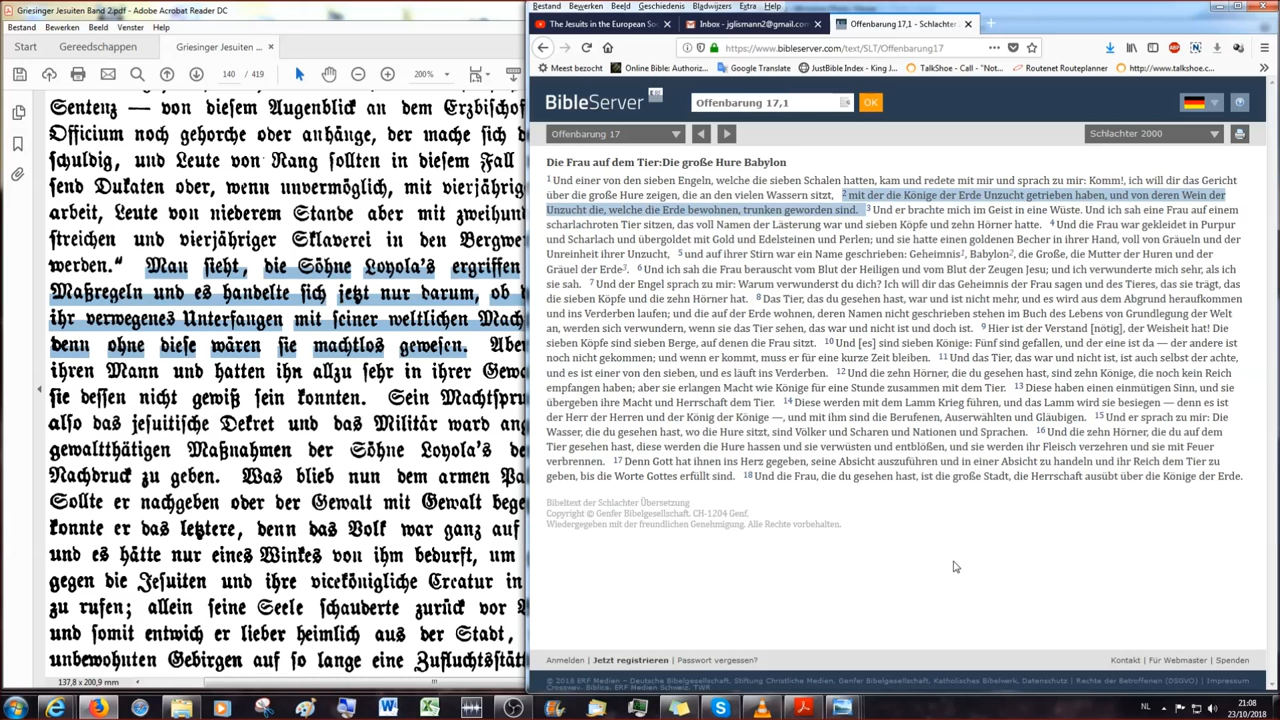 Griesinger Jesuiten Band 2.pdf - Adobe Acrobat Reader DC
Bestand Bewerken Beeld Venster Help
Start Gereedschappen Griesinger Jesuiten ... ×
140 / 419 200%
Sentenz — von diesem Augenblick an dem Erzbischof
Officium noch gehorche oder anhänge, der mache sich d
schuldig, und Leute von Rang sollten in diesem Fall
send Dukaten oder, wenn unvermöglich, mit vierjährig
arbeit, Leute von niederem Stande aber mit zweihund
streichen und vierjähriger Sklaverei in den Bergwer
werden.“ Man sieht, die Söhne Loyola's ergriffen
Maßregeln und es handelte sich jetzt nur darum, ob d
ihr verwegenes Unterfangen mit seiner weltlichen Mach
denn ohne diese wären sie machtlos gewesen. Aber
ihren Mann und hatten ihn allzu sehr in ihrer Gew
sie dessen nicht gewiß sein konnten. Sein Machtspru
also das jesuitische Dekret und das Militär ward an
gewaltthätigen Maßnahmen der Söhne Loyola's
Nachdruck zu geben. Was blieb nun dem armen P
Sollte er nachgeben oder der Gewalt mit Gewalt bege
konnte er das letztere, denn das Volk war ganz auf
und es hätte nur eines Winkes von ihm bedurft, um
gegen die Jesuiten und ihre vicekönigliche Creatur in
zu rufen; allein seine Seele schauderte zurück vor
und somit entwich er lieber heimlich aus der Stadt,
unbewohnten Gebirgen auf so lange eine Zufluchtsstät
137,8 x 200,9 mm
Bestand Bewerken Beeld Geschiedenis Bladwijzers Extra Help
The Jesuits in the European So × Inbox - jglismann2@gmail.com × Offenbarung 17,1 - Schlachter × +
https://www.bibleserver.com/text/SLT/Offenbarung17
Meest bezocht Online Bible: Authoriz... Google Translate JustBible Index - King J... TalkShoe - Call - "Not... Routenet Routeplanner http://www.talkshoe.c...
BibleServer Offenbarung 17,1 OK
Offenbarung 17 Schlachter 2000
Die Frau auf dem Tier:Die große Hure Babylon
1 Und einer von den sieben Engeln, welche die sieben Schalen hatten, kam und redete mit mir und sprach zu mir: Komm!, ich will dir das Gericht
über die große Hure zeigen, die an den vielen Wassern sitzt, 2 mit der die Könige der Erde Unzucht getrieben haben, und von deren Wein der
Unzucht die, welche die Erde bewohnen, trunken geworden sind. 3 Und er brachte mich im Geist in eine Wüste. Und ich sah eine Frau auf einem
scharlachroten Tier sitzen, das voll Namen der Lästerung war und sieben Köpfe und zehn Hörner hatte. 4 Und die Frau war gekleidet in Purpur
und Scharlach und übergoldet mit Gold und Edelsteinen und Perlen; und sie hatte einen goldenen Becher in ihrer Hand, voll von Gräueln und der
Unreinheit ihrer Unzucht, 5 und auf ihrer Stirn war ein Name geschrieben: Geheimnis1, Babylon2, die Große, die Mutter der Huren und der
Gräuel der Erde3. 6 Und ich sah die Frau berauscht vom Blut der Heiligen und vom Blut der Zeugen Jesu; und ich verwunderte mich sehr, als ich
sie sah. 7 Und der Engel sprach zu mir: Warum verwunderst du dich? Ich will dir das Geheimnis der Frau sagen und des Tieres, das sie trägt, das
die sieben Köpfe und die zehn Hörner hat. 8 Das Tier, das du gesehen hast, war und ist nicht mehr, und es wird aus dem Abgrund heraufkommen
und ins Verderben laufen; und die auf der Erde wohnen, deren Namen nicht geschrieben stehen im Buch des Lebens von Grundlegung der Welt
an, werden sich verwundern, wenn sie das Tier sehen, das war und nicht ist und doch ist. 9 Hier ist der Verstand [nötig], der Weisheit hat! Die
sieben Köpfe sind sieben Berge, auf denen die Frau sitzt. 10 Und [es] sind sieben Könige: Fünf sind gefallen, und der eine ist da — der andere ist
noch nicht gekommen; und wenn er kommt, muss er für eine kurze Zeit bleiben. 11 Und das Tier, das war und nicht ist, ist auch selbst der achte,
und es ist einer von den sieben, und es läuft ins Verderben. 12 Und die zehn Hörner, die du gesehen hast, sind zehn Könige, die noch kein Reich
empfangen haben; aber sie erlangen Macht wie Könige für eine Stunde zusammen mit dem Tier. 13 Diese haben einen einmütigen Sinn, und sie
übergeben ihre Macht und Herrschaft dem Tier. 14 Diese werden mit dem Lamm Krieg führen, und das Lamm wird sie besiegen — denn es ist
der Herr der Herren und der König der Könige —, und mit ihm sind die Berufenen, Auserwählten und Gläubigen. 15 Und er sprach zu mir: Die
Wasser, die du gesehen hast, wo die Hure sitzt, sind Völker und Scharen und Nationen und Sprachen. 16 Und die zehn Hörner, die du auf dem
Tier gesehen hast, diese werden die Hure hassen und sie verwüsten und entblößen, und sie werden ihr Fleisch verzehren und sie mit Feuer
verbrennen. 17 Denn Gott hat ihnen ins Herz gegeben, seine Absicht auszuführen und in einer Absicht zu handeln und ihr Reich dem Tier zu
geben, bis die Worte Gottes erfüllt sind. 18 Und die Frau, die du gesehen hast, ist die große Stadt, die Herrschaft ausübt über die Könige der Erde.
Bibeltext der Schlachter Übersetzung
Copyright © Genfer Bibelgesellschaft. CH-1204 Genf.
Wiedergegeben mit der freundlichen Genehmigung. Alle Rechte vorbehalten.
Anmelden | Jetzt registrieren | Passwort vergessen? Kontakt | Für Webmaster | Spenden
© 2018 ERF Medien – Deutsche Bibelgesellschaft, Stiftung Christliche Medien, Genfer Bibelgesellschaft, Katholisches Bibelwerk, Datenschutz | Rechte der Betroffenen (DSGVO) | Impressum
Crossway, Biblica, ERF Medien Schweiz, TWR
NL 21:08
23/10/2018